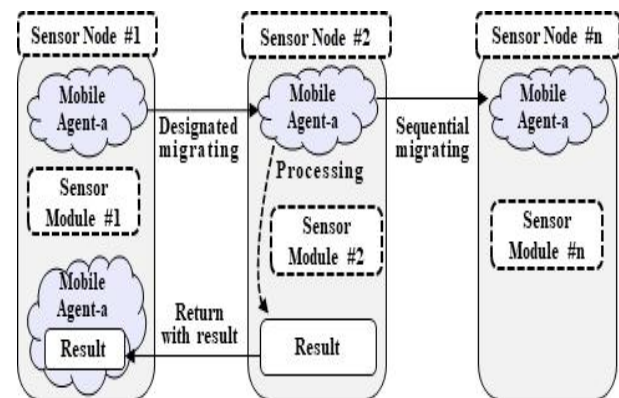 Sensor Node #1
Sensor Node #2
Sensor Node #n
Mobile
Agent-a
Designated
migrating
Mobile
Agent-a
Sequential
migrating
Mobile
Agent-a
Processing
Sensor
Module #1
Sensor
Module #2
Sensor
Module #n
Mobile
Agent-a
Result
Return
with result
Result